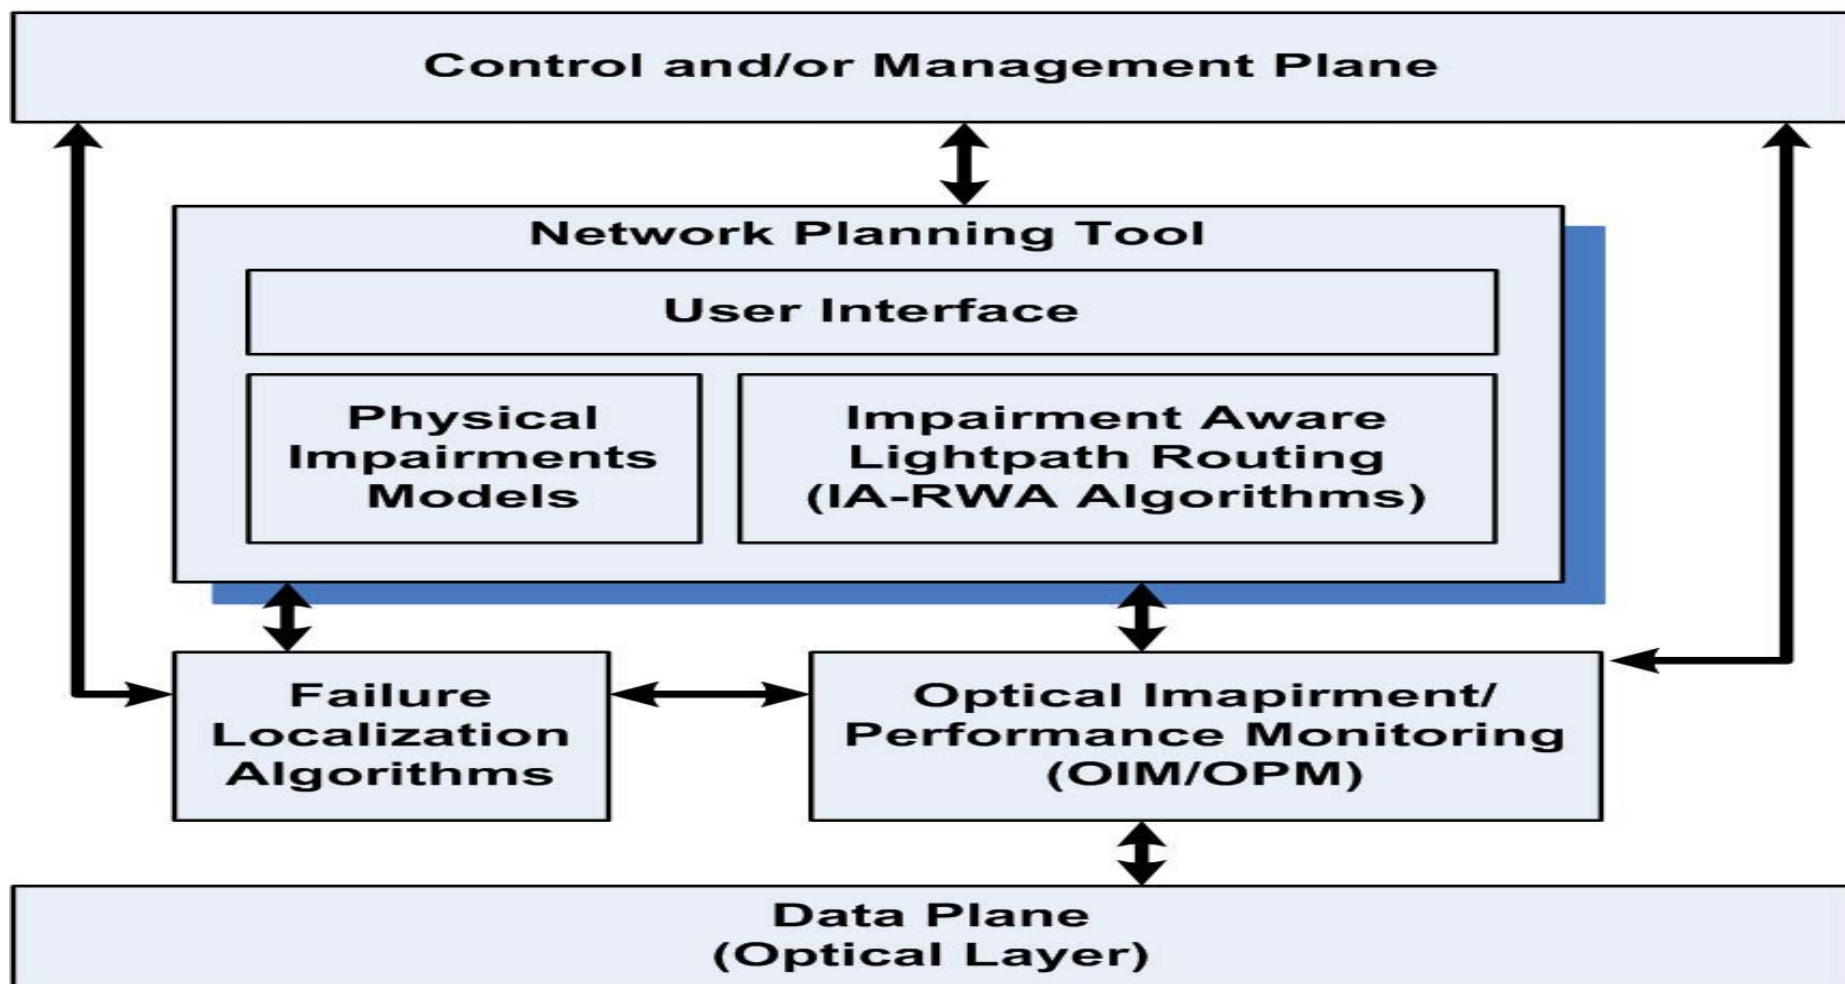 Control and/or Management Plane
Network Planning Tool
User Interface
Physical
Impairments
Models
Impairment Aware
Lightpath Routing
(IA-RWA Algorithms)
Failure
Localization
Algorithms
Optical Imapirment/
Performance Monitoring
(OIM/OPM)
Data Plane
(Optical Layer)